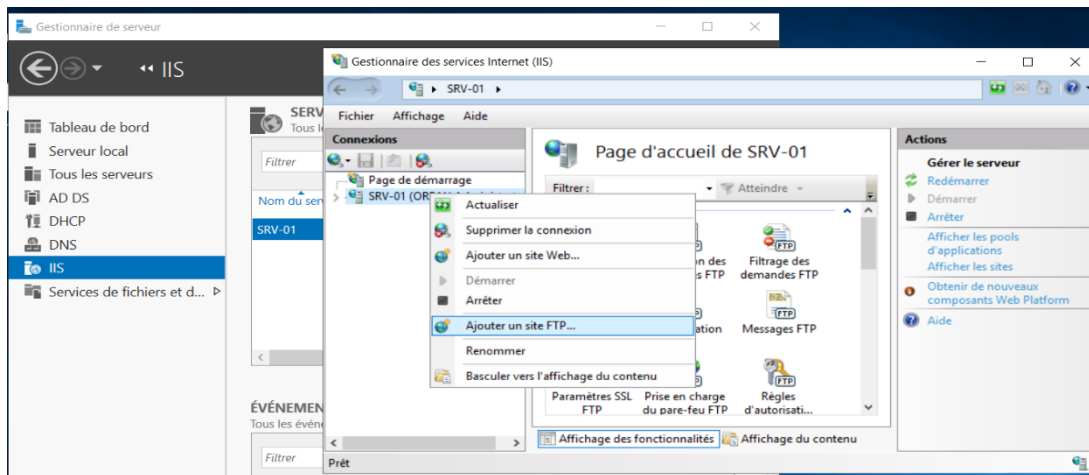 Gestionnaire de serveur
IIS
Tableau de bord
Serveur local
Tous les serveurs
AD DS
DHCP
DNS
IIS
Services de fichiers et d...
SERV
Tous
Filtrer
Nom du
SRV-01
ÉVÉNEMEN
Tous les
Filtrer
Gestionnaire des services Internet (IIS)
SRV-01
Fichier Affichage Aide
Connexions
Page de démarrage
SRV-01
Actualiser
Supprimer la connexion
Ajouter un site Web...
Démarrer
Arrêter
Ajouter un site FTP...
Renommer
Basculer vers l'affichage du contenu
Page d'accueil de SRV-01
Filtrer : Atteindre
Filtrage des demandes FTP
Messages FTP
Paramètres SSL FTP
Prise en charge du pare-feu FTP
Règles d'autorisati...
Affichage des fonctionnalités Affichage du contenu
Actions
Gérer le serveur
Redémarrer
Démarrer
Arrêter
Afficher les pools d'applications
Afficher les sites
Obtenir de nouveaux composants Web Platform
Aide
Prêt